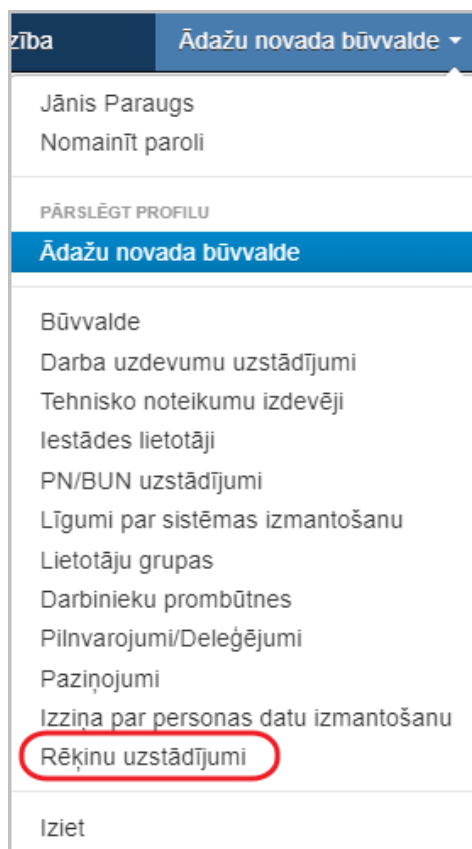 zība Ādažu novada būvvalde
Jānis Paraugs
Nomainīt paroli
PĀRSLĒGT PROFILU
Ādažu novada būvvalde
Būvvalde
Darba uzdevumu uzstādījumi
Tehnisko noteikumu izdevēji
Iestādes lietotāji
PN/BUN uzstādījumi
Līgumi par sistēmas izmantošanu
Lietotāju grupas
Darbinieku prombūtnes
Pilnvarojumi/Deleģējumi
Paziņojumi
Izziņa par personas datu izmantošanu
Rēķinu uzstādījumi
Iziet